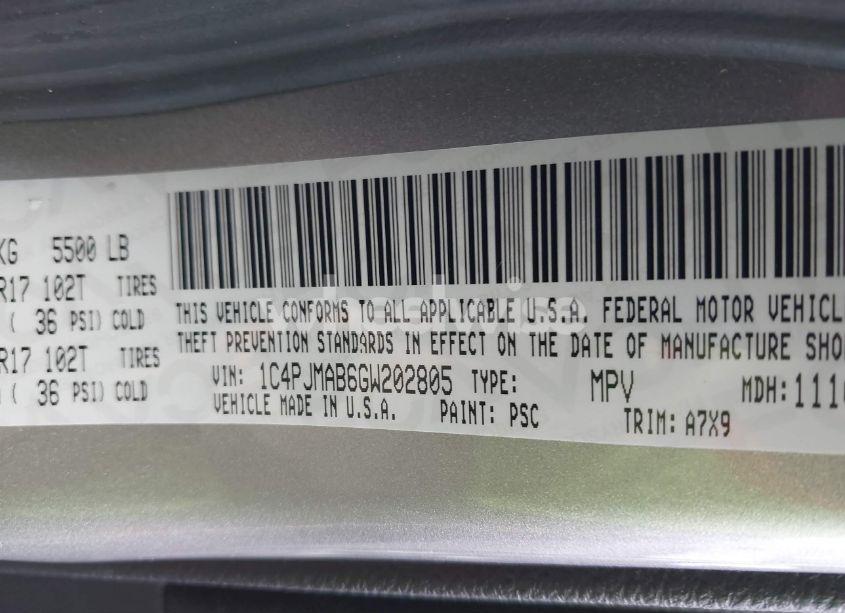 KG 5500 LB
R17 102T TIRES
( 36 PSI) COLD
R17 102T TIRES
( 36 PSI) COLD
THIS VEHICLE CONFORMS TO ALL APPLICABLE U.S.A. FEDERAL MOTOR VEHICL
THEFT PREVENTION STANDARDS IN EFFECT ON THE DATE OF MANUFACTURE SHO
VIN: 1C4PJMAB6GW202805 TYPE: MPV MDH:111
VEHICLE MADE IN U.S.A. PAINT: PSC TRIM: A7X9